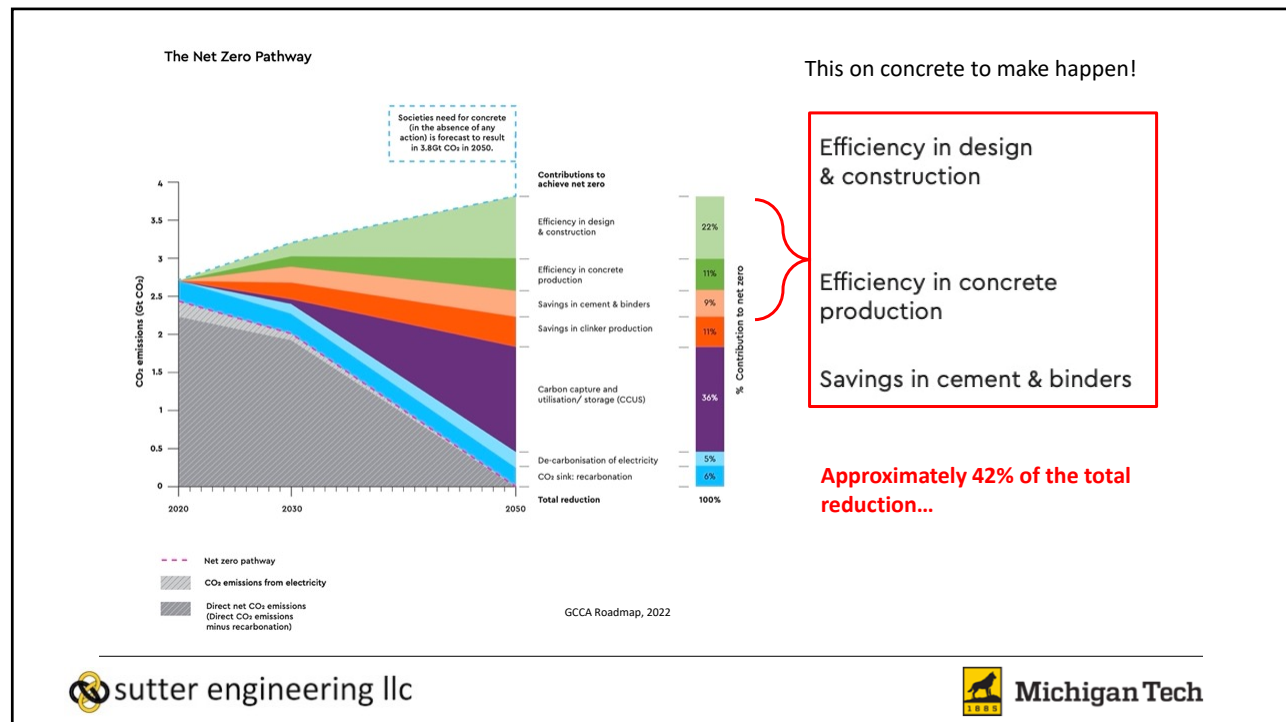 The Net Zero Pathway
This on concrete to make happen!
Societies need for concrete
(in the absence of any
action) is forecast to result
in 3.8Gt CO₂ in 2050.
Contributions to
achieve net zero
CO₂ emissions (Gt CO₂)
4
3.5
3
2.5
2
1.5
1
0.5
0
2020
2030
2050
Efficiency in design
& construction
Efficiency in concrete
production
Savings in cement & binders
Savings in clinker production
Carbon capture and
utilisation/ storage (CCUS)
De-carbonisation of electricity
CO₂ sink: recarbonation
Total reduction
22%
11%
9%
11%
36%
5%
6%
100%
% Contribution to net zero
Efficiency in design
& construction
Efficiency in concrete
production
Savings in cement & binders
Approximately 42% of the total
reduction…
Net zero pathway
CO₂ emissions from electricity
Direct net CO₂ emissions
(Direct CO₂ emissions
minus recarbonation)
GCCA Roadmap, 2022
sutter engineering llc
1885
Michigan Tech